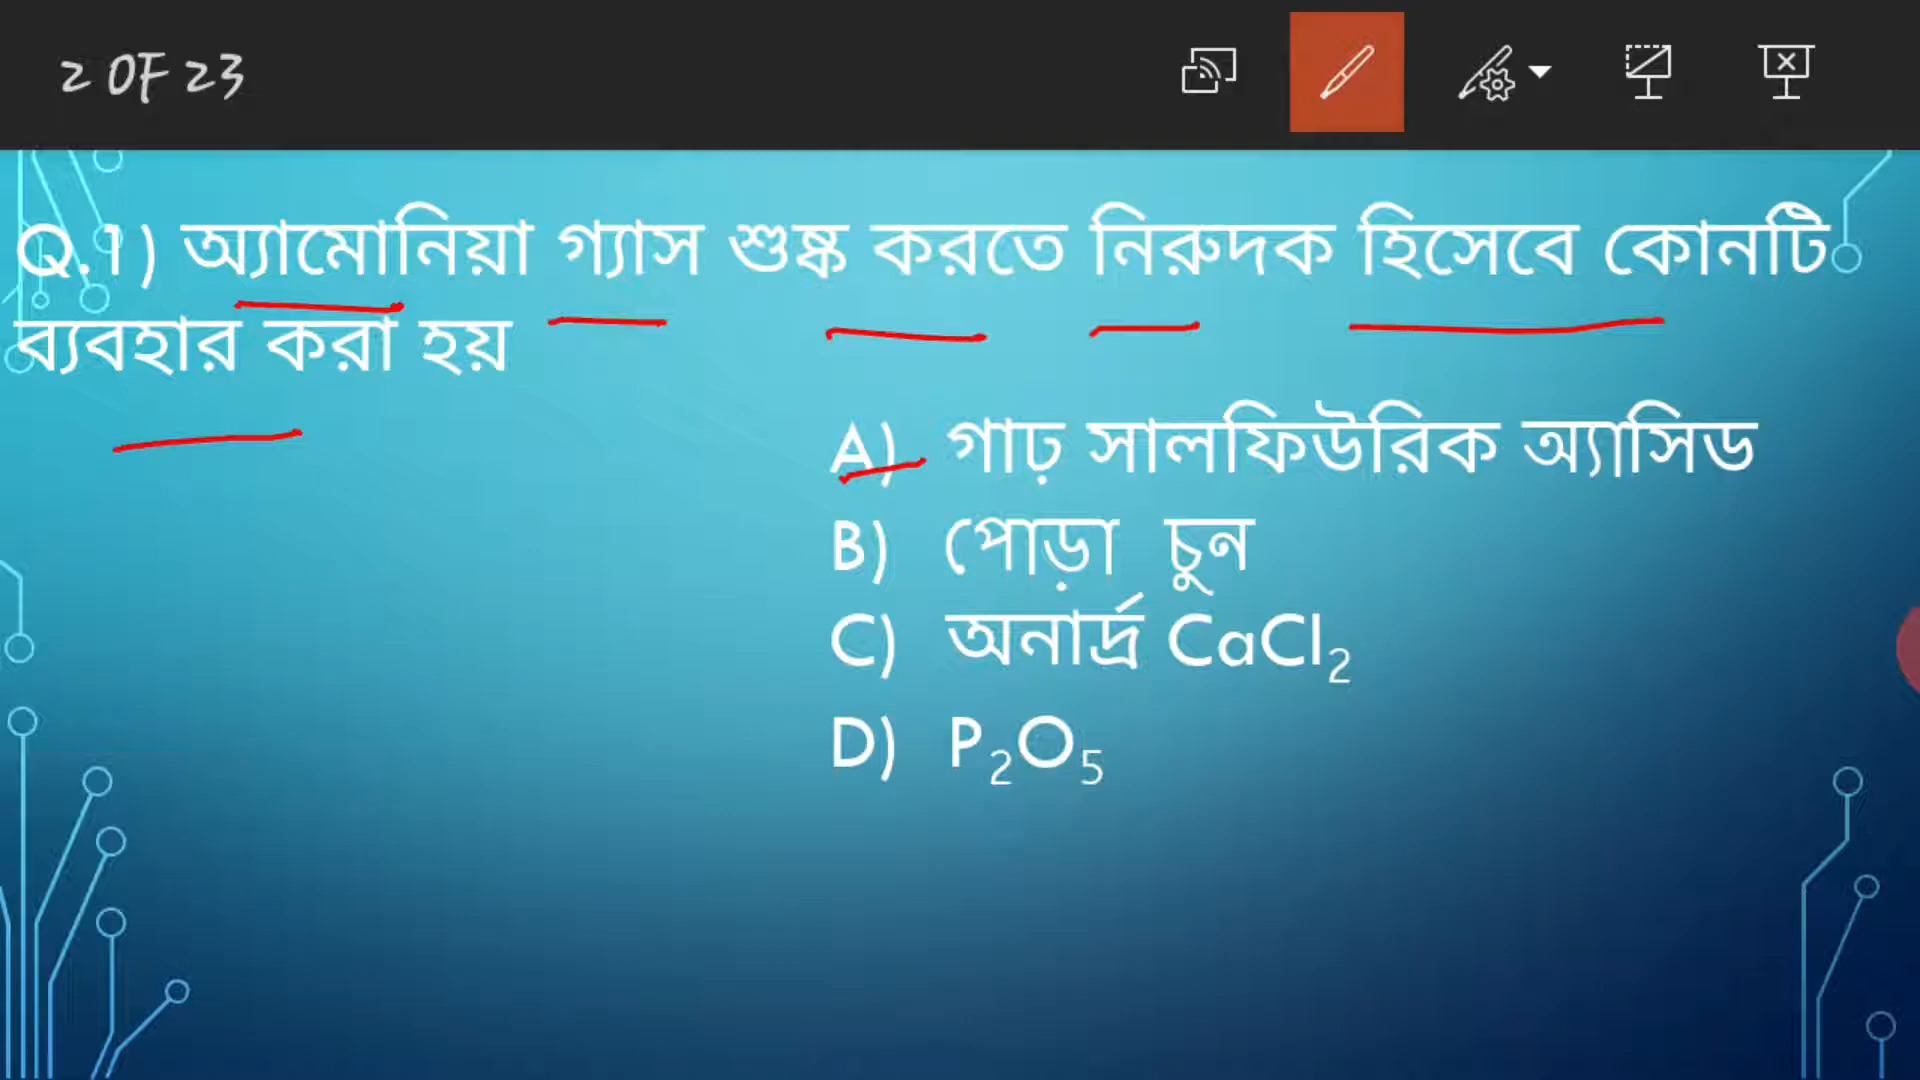 2 OF 23
Q.1) অ্যামোনিয়া গ্যাস শুষ্ক করতে নিরুদক হিসেবে কোনটি
ব্যবহার করা হয়
A) গাঢ় সালফিউরিক অ্যাসিড
B) পোড়া চুন
C) অনার্দ্র CaCl₂
D) P₂O₅